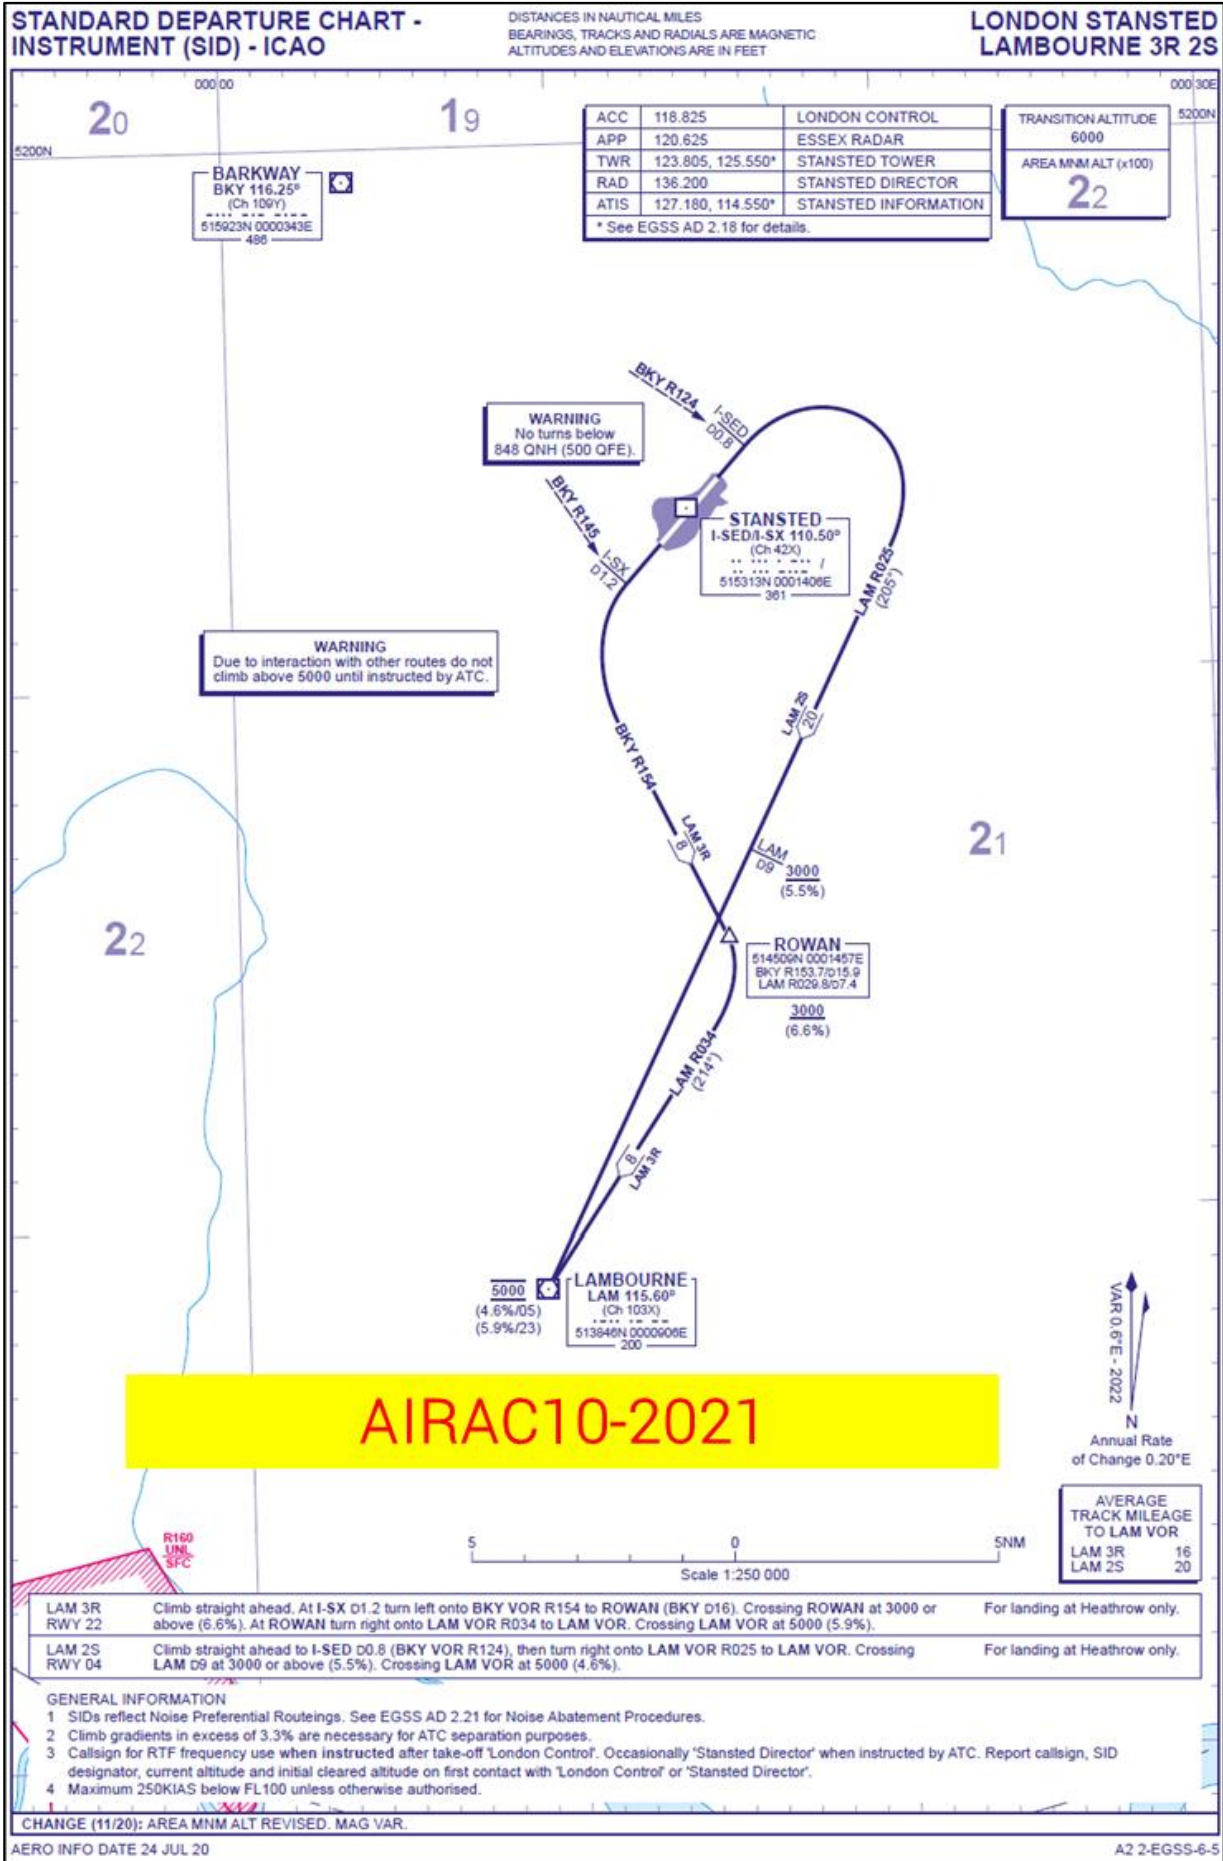 STANDARD DEPARTURE CHART -
INSTRUMENT (SID) - ICAO
DISTANCES IN NAUTICAL MILES
BEARINGS, TRACKS AND RADIALS ARE MAGNETIC
ALTITUDES AND ELEVATIONS ARE IN FEET
LONDON STANSTED
LAMBOURNE 3R 2S
000 00
000 30E
20
19
5200N
5200N
ACC 118.825 LONDON CONTROL
APP 120.625 ESSEX RADAR
TWR 123.805, 125.550* STANSTED TOWER
RAD 136.200 STANSTED DIRECTOR
ATIS 127.180, 114.550* STANSTED INFORMATION
* See EGSS AD 2.18 for details.
TRANSITION ALTITUDE
6000
AREA MNM ALT (x100)
22
BARKWAY
BKY 116.25ᴰ
(Ch 109Y)
515923N 0000343E
486
BKY R124
I-SED
D0.8
WARNING
No turns below
848 QNH (500 QFE).
BKY R145
I-SX
D1.2
STANSTED
I-SED/I-SX 110.50ᴰ
(Ch 42X)
515313N 0001406E
361
LAM R025
(205°)
WARNING
Due to interaction with other routes do not
climb above 5000 until instructed by ATC.
LAM 2S
20
BKY R154
LAM 3R
8
LAM
D9
3000
(5.5%)
21
22
ROWAN
514509N 0001457E
BKY R153.7/D15.9
LAM R029.8/D7.4
3000
(6.6%)
LAM R034
(214°)
8
LAM 3R
5000
(4.6%/05)
(5.9%/23)
LAMBOURNE
LAM 115.60ᴰ
(Ch 103X)
513846N 0000906E
200
VAR 0.6°E - 2022
N
Annual Rate
of Change 0.20°E
AIRAC10-2021
AVERAGE
TRACK MILEAGE
TO LAM VOR
LAM 3R 16
LAM 2S 20
5 0 5NM
Scale 1:250 000
R160
UNL
SFC
LAM 3R Climb straight ahead. At I-SX D1.2 turn left onto BKY VOR R154 to ROWAN (BKY D16). Crossing ROWAN at 3000 or For landing at Heathrow only.
RWY 22 above (6.6%). At ROWAN turn right onto LAM VOR R034 to LAM VOR. Crossing LAM VOR at 5000 (5.9%).
LAM 2S Climb straight ahead to I-SED D0.8 (BKY VOR R124), then turn right onto LAM VOR R025 to LAM VOR. Crossing For landing at Heathrow only.
RWY 04 LAM D9 at 3000 or above (5.5%). Crossing LAM VOR at 5000 (4.6%).
GENERAL INFORMATION
1 SIDs reflect Noise Preferential Routeings. See EGSS AD 2.21 for Noise Abatement Procedures.
2 Climb gradients in excess of 3.3% are necessary for ATC separation purposes.
3 Callsign for RTF frequency use when instructed after take-off 'London Control'. Occasionally 'Stansted Director' when instructed by ATC. Report callsign, SID
designator, current altitude and initial cleared altitude on first contact with 'London Control' or 'Stansted Director'.
4 Maximum 250KIAS below FL100 unless otherwise authorised.
CHANGE (11/20): AREA MNM ALT REVISED. MAG VAR.
AERO INFO DATE 24 JUL 20
A2 2-EGSS-6-5